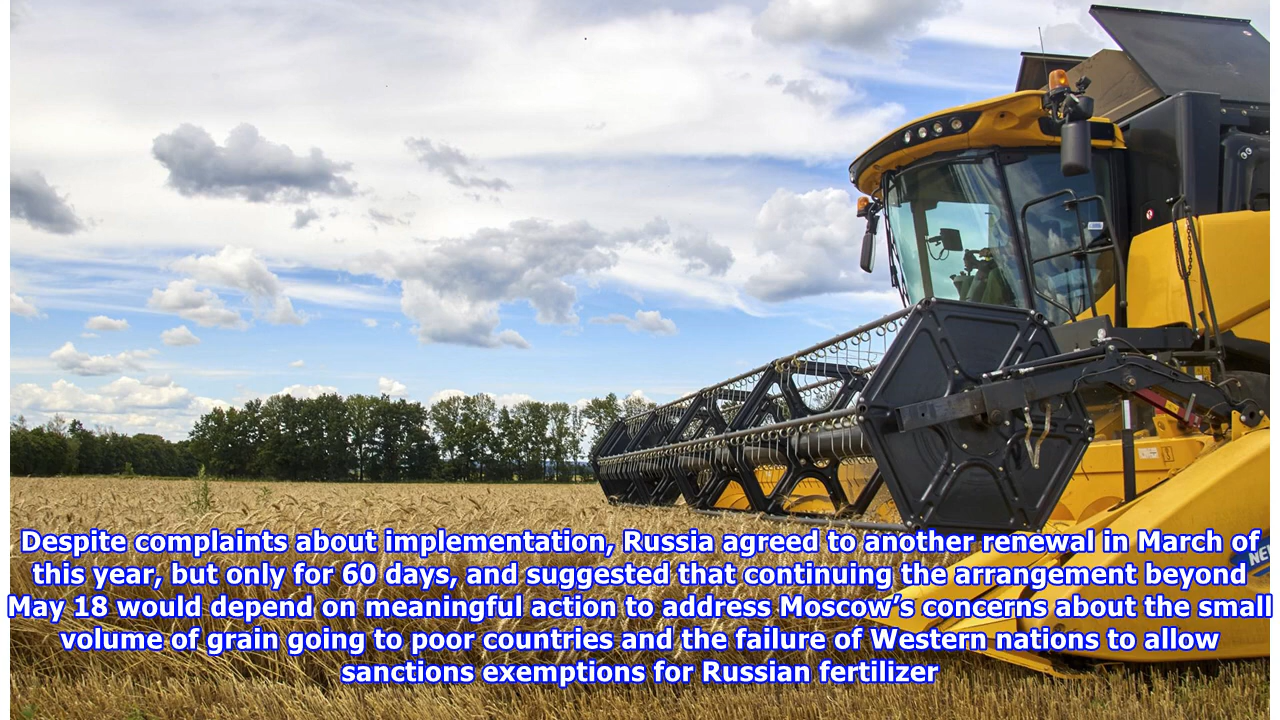 Despite complaints about implementation, Russia agreed to another renewal in March of
this year, but only for 60 days, and suggested that continuing the arrangement beyond
May 18 would depend on meaningful action to address Moscow’s concerns about the small
volume of grain going to poor countries and the failure of Western nations to allow
sanctions exemptions for Russian fertilizer